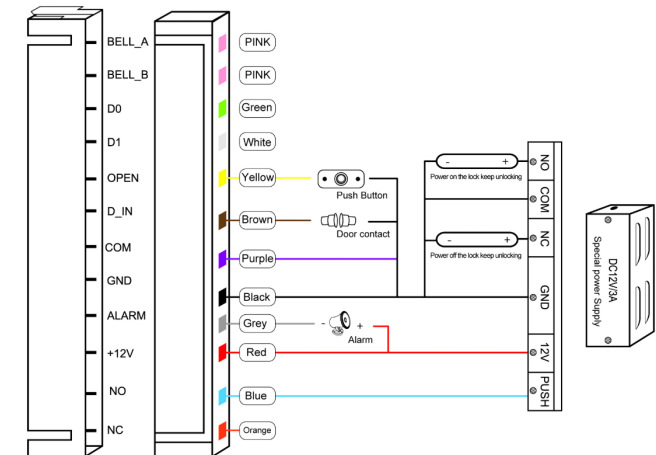 BELL_A
BELL_B
D0
D1
OPEN
D_IN
COM
GND
ALARM
+12V
NO
NC
PINK
PINK
Green
White
Yellow
Brown
Purple
Black
Grey
Red
Blue
Orange
Push Button
Door contact
- +
Alarm
- +
Power on the lock keep unlocking
- +
Power off the lock keep unlocking
NO
COM
NC
GND
12V
PUSH
DC12V/3A
Special power Supply